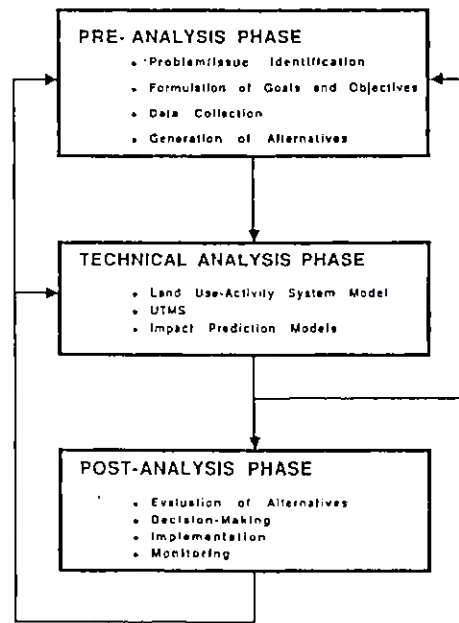 PRE- ANALYSIS PHASE
• Problem/Issue Identification
• Formulation of Goals and Objectives
• Data Collection
• Generation of Alternatives
TECHNICAL ANALYSIS PHASE
• Land Use-Activity System Model
• UTMS
• Impact Prediction Models
POST-ANALYSIS PHASE
• Evaluation of Alternatives
• Decision-Making
• Implementation
• Monitoring